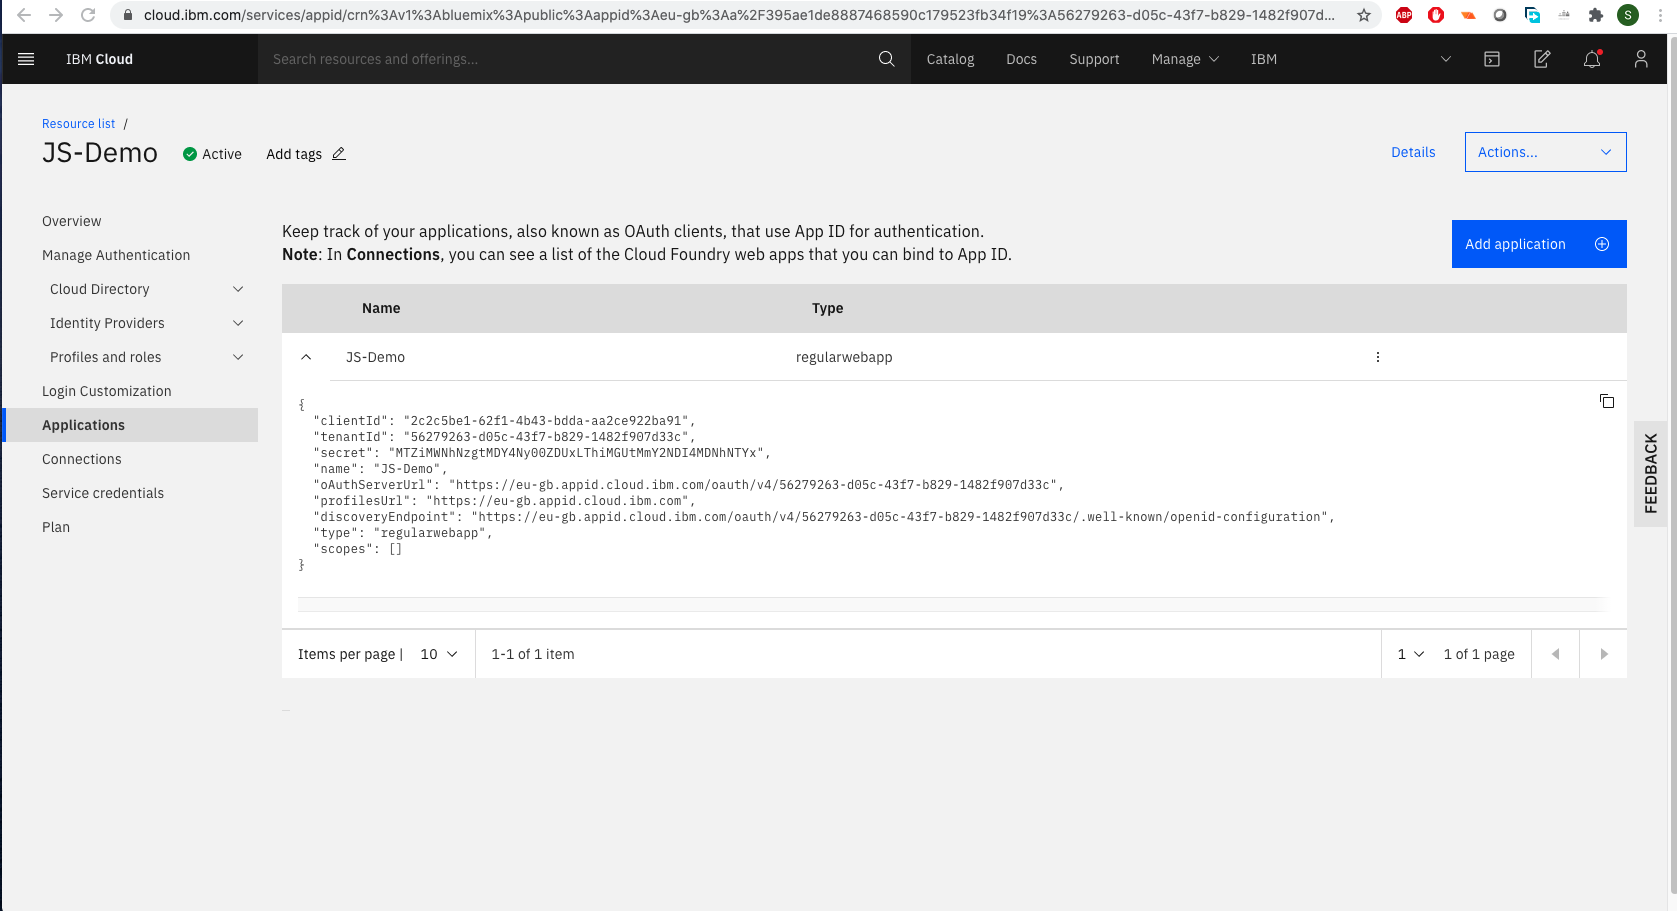 cloud.ibm.com/services/appid/crn%3Av1%3Abluemix%3Apublic%3Aappid%3Aeu-gb%3Aa%2F395ae1de8887468590c179523fb34f19%3A56279263-d05c-43f7-b829-1482f907d...
ABP
S
IBM Cloud
Search resources and offerings...
Catalog
Docs
Support
Manage
IBM
Resource list /
JS-Demo
Active
Add tags
Details
Actions...
Overview
Manage Authentication
Cloud Directory
Identity Providers
Profiles and roles
Login Customization
Applications
Connections
Service credentials
Plan
Keep track of your applications, also known as OAuth clients, that use App ID for authentication.
Note: In Connections, you can see a list of the Cloud Foundry web apps that you can bind to App ID.
Add application
Name Type
JS-Demo regularwebapp
{
"clientId": "2c2c5be1-62f1-4b43-bdda-aa2ce922ba91",
"tenantId": "56279263-d05c-43f7-b829-1482f907d33c",
"secret": "MTZiMWNhNzgtMDY4Ny00ZDUxLThiMGUtMmY2NDI4MDNhNTYx",
"name": "JS-Demo",
"oAuthServerUrl": "https://eu-gb.appid.cloud.ibm.com/oauth/v4/56279263-d05c-43f7-b829-1482f907d33c",
"profilesUrl": "https://eu-gb.appid.cloud.ibm.com",
"discoveryEndpoint": "https://eu-gb.appid.cloud.ibm.com/oauth/v4/56279263-d05c-43f7-b829-1482f907d33c/.well-known/openid-configuration",
"type": "regularwebapp",
"scopes": []
}
Items per page | 10
1-1 of 1 item
1
1 of 1 page
FEEDBACK